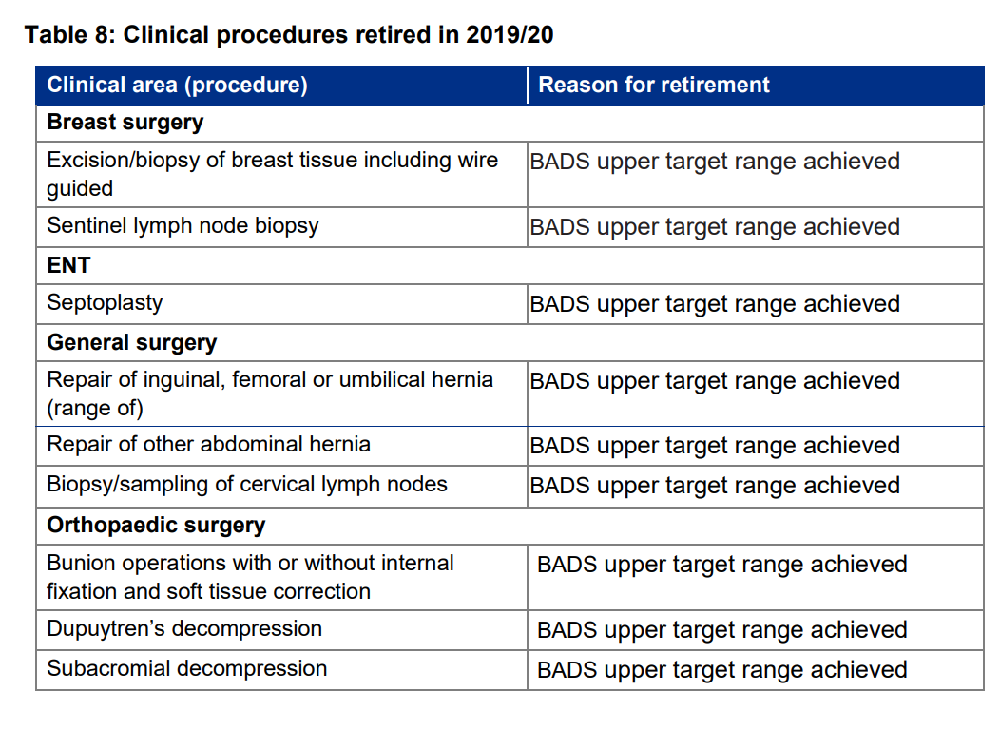 Table 8: Clinical procedures retired in 2019/20
Clinical area (procedure) Reason for retirement
Breast surgery
Excision/biopsy of breast tissue including wire BADS upper target range achieved
guided
Sentinel lymph node biopsy BADS upper target range achieved
ENT
Septoplasty BADS upper target range achieved
General surgery
Repair of inguinal, femoral or umbilical hernia BADS upper target range achieved
(range of)
Repair of other abdominal hernia BADS upper target range achieved
Biopsy/sampling of cervical lymph nodes BADS upper target range achieved
Orthopaedic surgery
Bunion operations with or without internal BADS upper target range achieved
fixation and soft tissue correction
Dupuytren’s decompression BADS upper target range achieved
Subacromial decompression BADS upper target range achieved